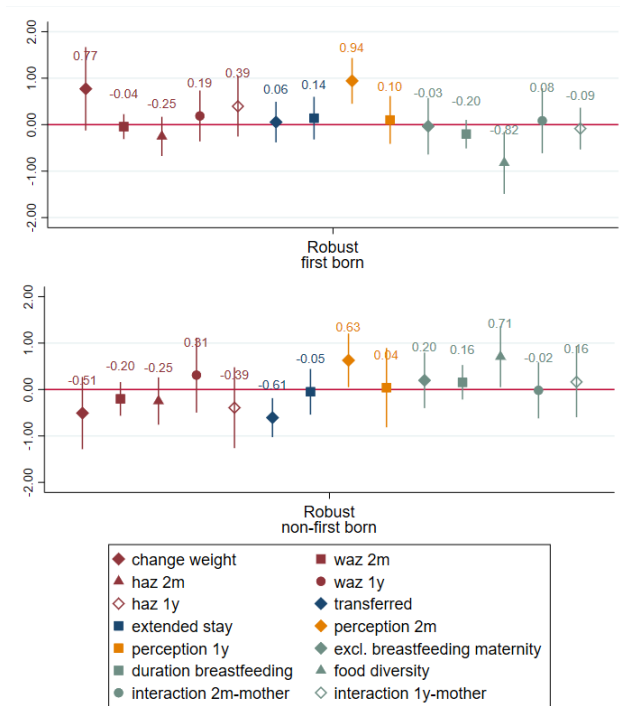 2.00
1.00
0.00
-1.00
-2.00
0.77
-0.04
-0.25
0.19
0.39
0.06
0.14
0.94
0.10
-0.03
-0.20
-0.82
0.08
-0.09
Robust
first born
2.00
1.00
0.00
-1.00
-2.00
-0.51
-0.20
-0.25
0.31
-0.39
-0.61
-0.05
0.63
0.04
0.20
0.16
0.71
-0.02
0.16
Robust
non-first born
change weight
waz 2m
haz 2m
waz 1y
haz 1y
transferred
extended stay
perception 2m
perception 1y
excl. breastfeeding maternity
duration breastfeeding
food diversity
interaction 2m-mother
interaction 1y-mother